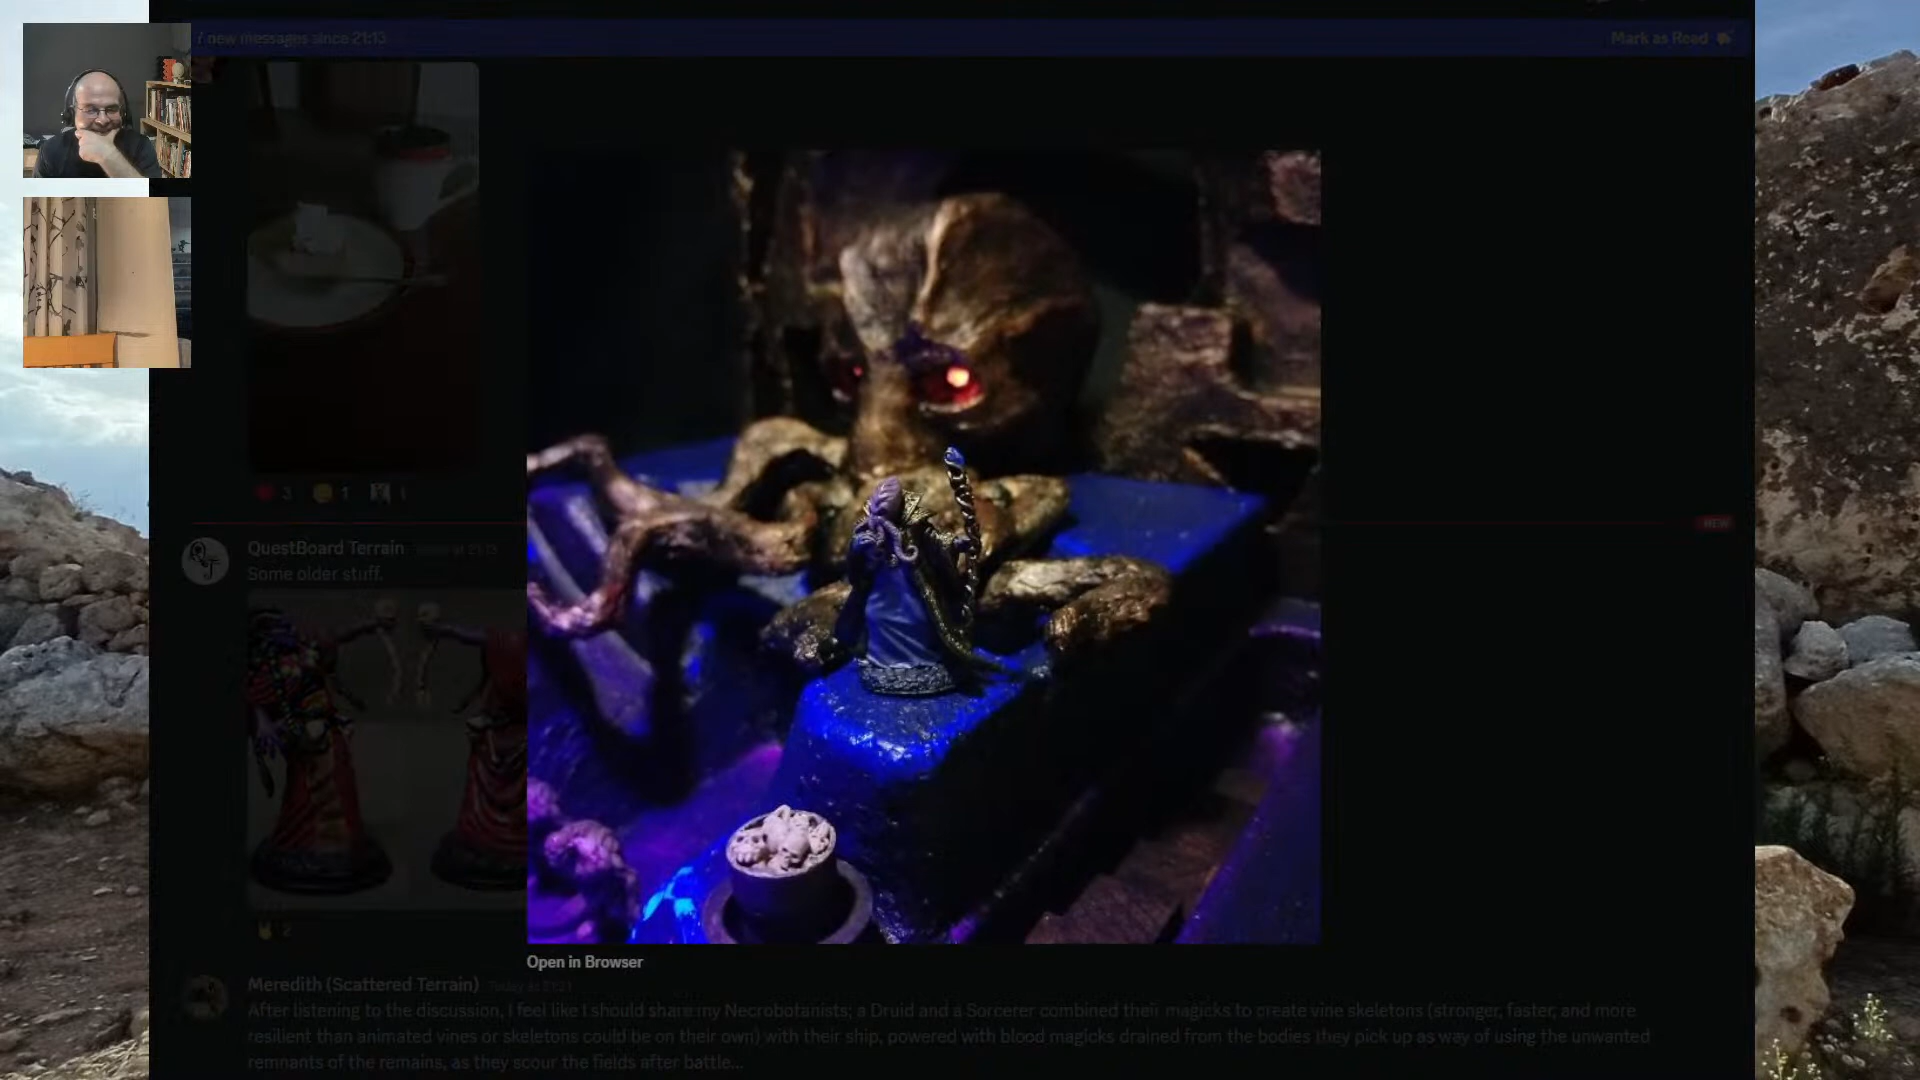 7 new messages since 21:13
Mark as Read
3
1
1
NEW
QuestBoard Terrain
Some older stuff.
2
Open in Browser
Meredith (Scattered Terrain) Today at 21:21
After listening to the discussion, I feel like I should share my Necrobotanists; a Druid and a Sorcerer combined their magicks to create vine skeletons (stronger, faster, and more
resilient than animated vines or skeletons could be on their own) with their ship, powered with blood magicks drained from the bodies they pick up as way of using the unwanted
remnants of the remains, as they scour the fields after battle...